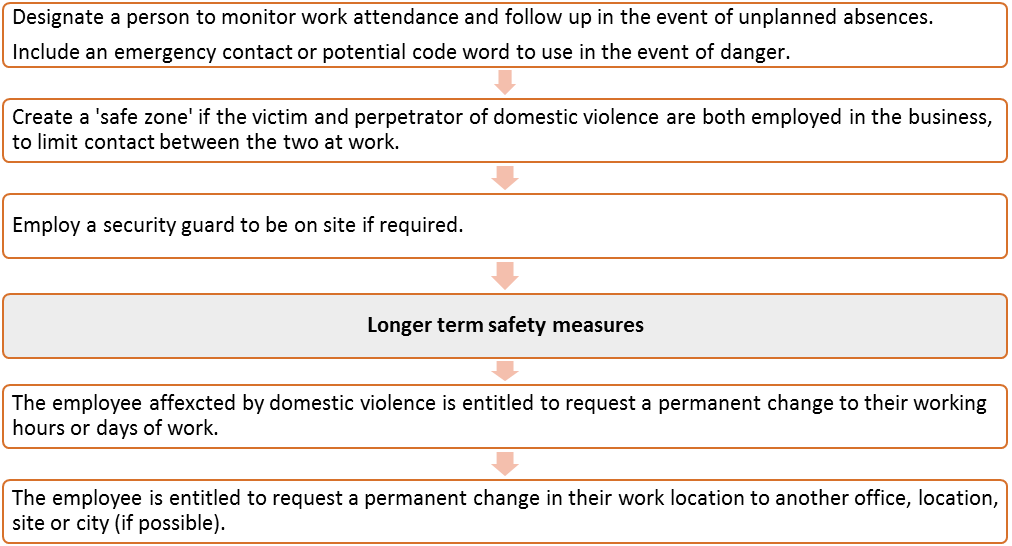 Designate a person to monitor work attendance and follow up in the event of unplanned absences.
Include an emergency contact or potential code word to use in the event of danger.
Create a 'safe zone' if the victim and perpetrator of domestic violence are both employed in the business,
to limit contact between the two at work.
Employ a security guard to be on site if required.
Longer term safety measures
The employee affexcted by domestic violence is entitled to request a permanent change to their working
hours or days of work.
The employee is entitled to request a permanent change in their work location to another office, location,
site or city (if possible).